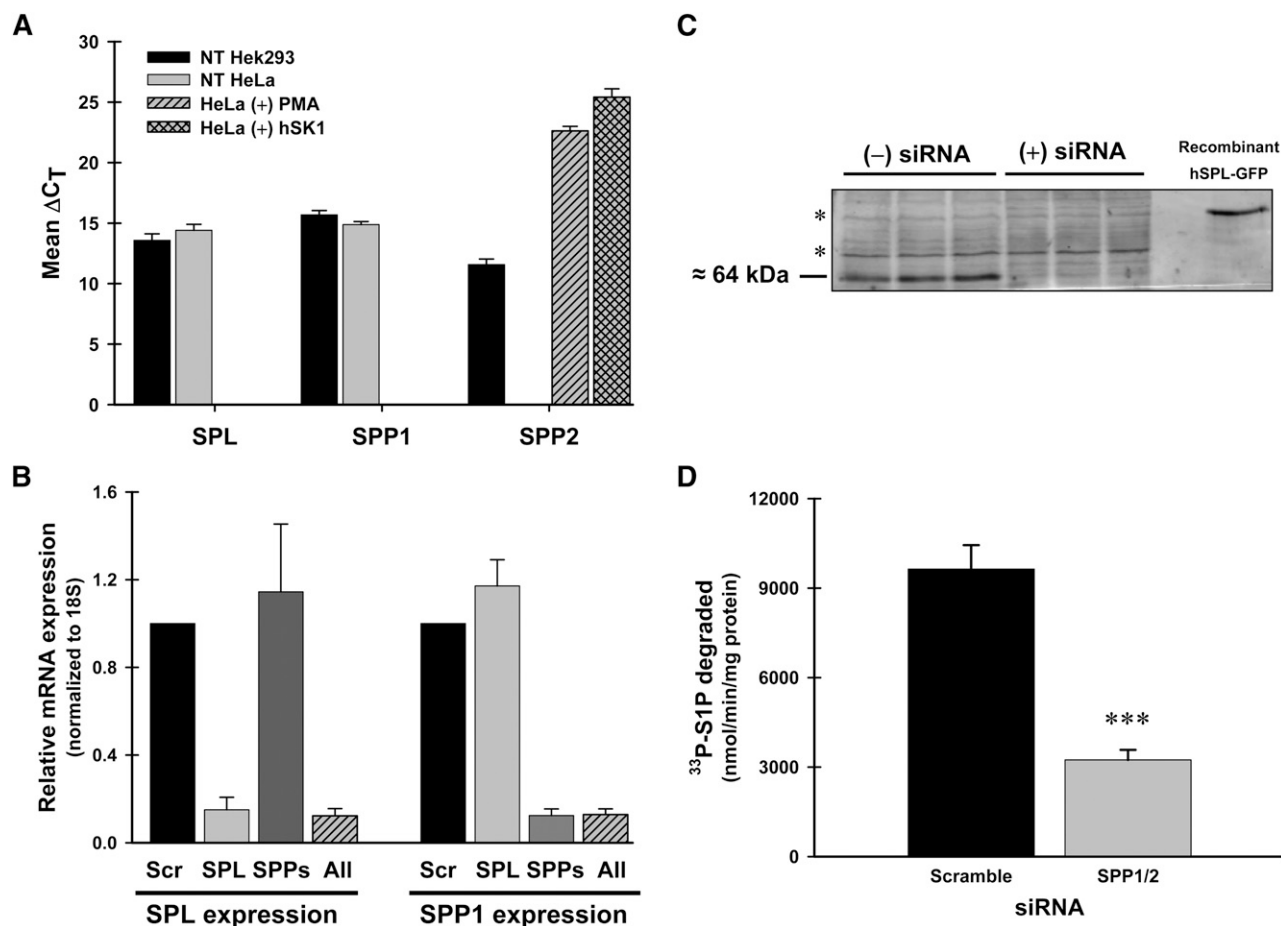 A
Mean ΔCT
30
25
20
15
10
5
0
NT Hek293
NT HeLa
HeLa (+) PMA
HeLa (+) hSK1
SPL SPP1 SPP2
B
Relative mRNA expression
(normalized to 18S)
1.6
1.2
0.8
0.4
0.0
Scr SPL SPPs All Scr SPL SPPs All
SPL expression SPP1 expression
C
(−) siRNA (+) siRNA Recombinant
hSPL-GFP
*
*
≈ 64 kDa
D
33P-S1P degraded
(nmol/min/mg protein)
12000
9000
6000
3000
0
***
Scramble SPP1/2
siRNA